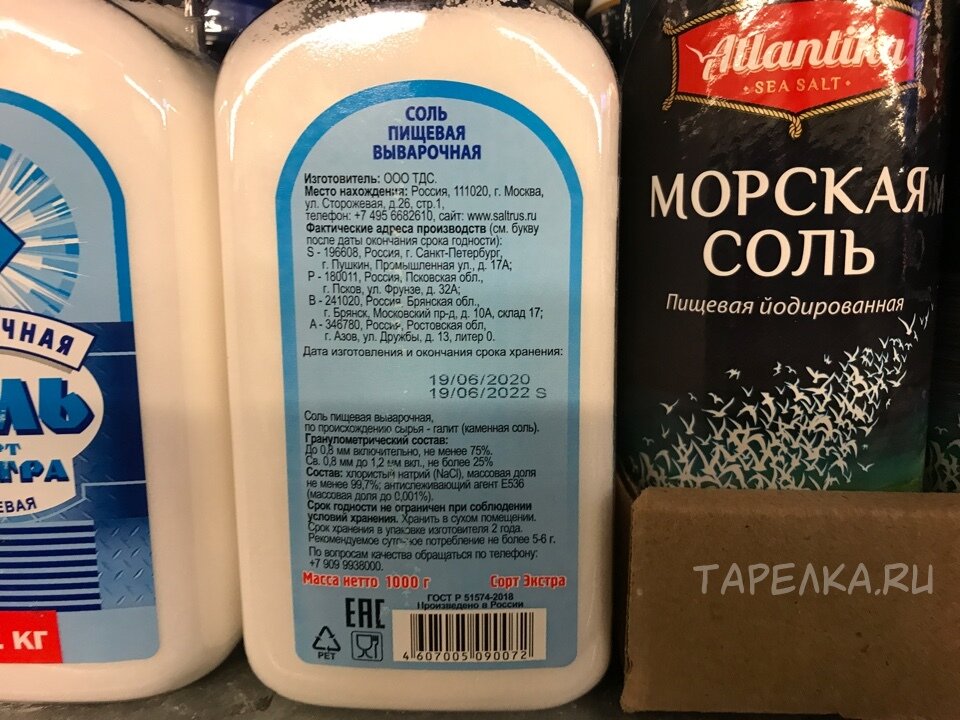 ЧНАЯ
ЕВАЯ
КГ
СОЛЬ
ПИЩЕВАЯ
ВЫВАРОЧНАЯ
Изготовитель: ООО ТДС.
Место нахождения: Россия, 111020, г. Москва,
ул. Сторожевая, д.26, стр.1,
телефон: +7 495 6682610, сайт: www.saltrus.ru
Фактические адреса производств (см. букву
после даты окончания срока годности):
S - 196608, Россия, г. Санкт-Петербург,
г. Пушкин, Промышленная ул., д. 17А;
P - 180011, Россия, Псковская обл.,
г. Псков, ул. Фрунзе, д. 32А;
B - 241020, Россия, Брянская обл.,
г. Брянск, Московский пр-д, д. 10А, склад 17;
A - 346780, Россия, Ростовская обл,
г. Азов, ул. Дружбы, д. 13, литер 0.
Дата изготовления и окончания срока хранения:
19/06/2020
19/06/2022 S
Соль пищевая выварочная,
по происхождению сырья - галит (каменная соль).
Гранулометрический состав:
До 0,8 мм включительно, не менее 75%.
Св. 0,8 мм до 1,2 мм вкл., не более 25%
Состав: хлористый натрий (NaCl), массовая доля
не менее 99,7%; антислеживающий агент Е536
(массовая доля до 0,001%).
Срок годности не ограничен при соблюдении
условий хранения. Хранить в сухом помещении.
Срок хранения в упаковке изготовителя 2 года.
Рекомендуемое суточное потребление не более 5-6 г.
По вопросам качества обращаться по телефону:
+7 909 9938000.
Масса нетто 1000 г Сорт Экстра
ГОСТ Р 51574-2018
Произведено в России
EAC
PET
4 607005 090072
Atlantika
SEA SALT
МОРСКАЯ
СОЛЬ
Пищевая йодированная
ТАРЕЛКА.RU